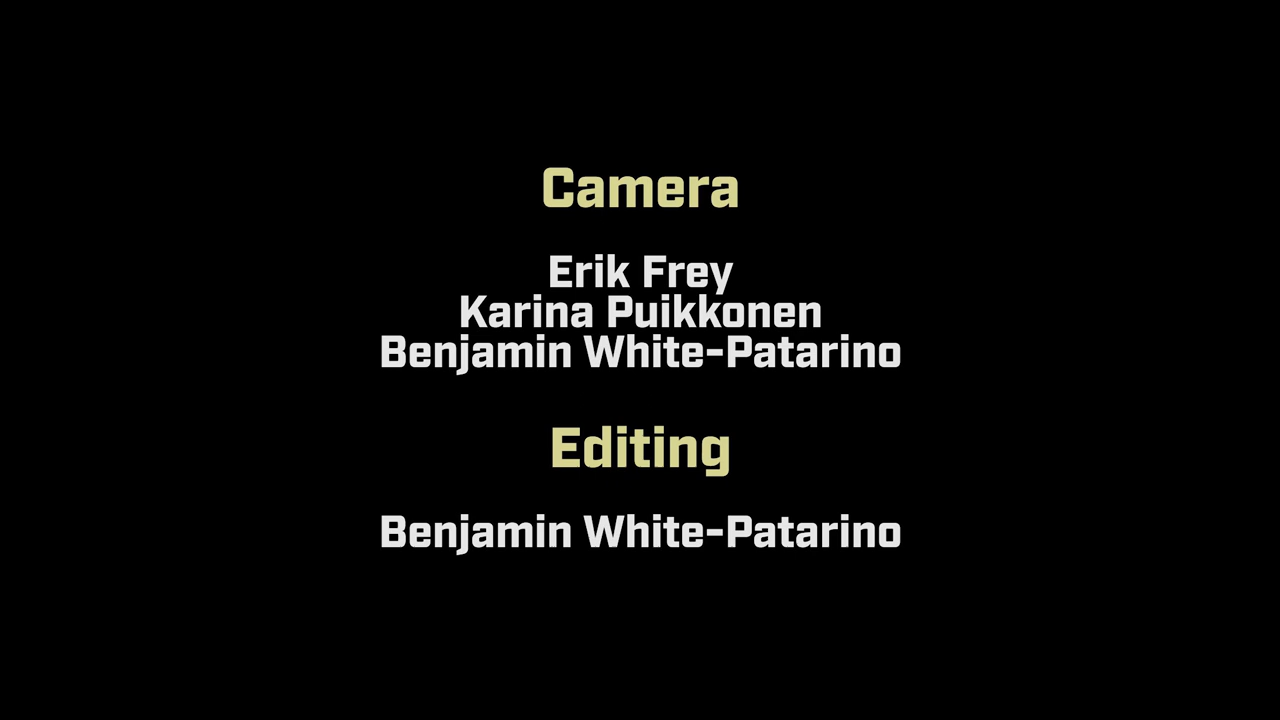 Camera
Erik Frey
Karina Puikkonen
Benjamin White-Patarino
Editing
Benjamin White-Patarino